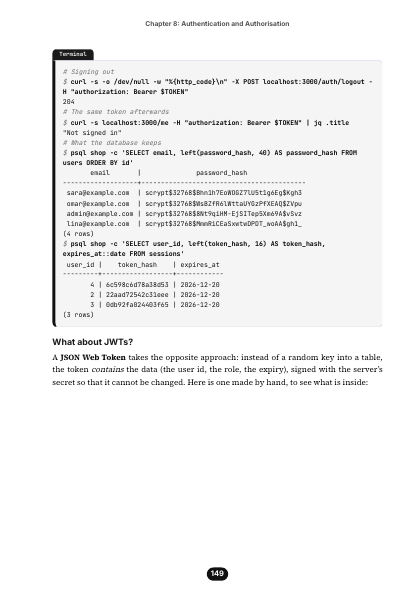 Chapter 8: Authentication and Authorisation
Terminal
# Signing out
$ curl -s -o /dev/null -w "%{http_code}\n" -X POST localhost:3000/auth/logout -
H "authorization: Bearer $TOKEN"
204
# The same token afterwards
$ curl -s localhost:3000/me -H "authorization: Bearer $TOKEN" | jq .title
"Not signed in"
# What the database keeps
$ psql shop -c 'SELECT email, left(password_hash, 40) AS password_hash FROM
users ORDER BY id'
email | password_hash
-------------------+------------------------------------------
sara@example.com | scrypt$32768$Bhn1h7EoWOGZ7lU5t1g6Eg$Kgh3
omar@example.com | scrypt$32768$WsBZfR6lWttaUYGzPfXEAQ$ZVpu
admin@example.com | scrypt$32768$8Nt9qiHM-EjSITep5Xm69A$vSvz
lina@example.com | scrypt$32768$MmmRiCEaSxwtwDPDT_woAA$gh1_
(4 rows)
$ psql shop -c 'SELECT user_id, left(token_hash, 16) AS token_hash,
expires_at::date FROM sessions'
user_id | token_hash | expires_at
---------+------------------+------------
4 | 6c598c6d78a38d53 | 2026-12-20
2 | 22aad72542c31eee | 2026-12-20
3 | 0db92fa824403f65 | 2026-12-20
(3 rows)
What about JWTs?
A JSON Web Token takes the opposite approach: instead of a random key into a table,
the token contains the data (the user id, the role, the expiry), signed with the server's
secret so that it cannot be changed. Here is one made by hand, to see what is inside:
149